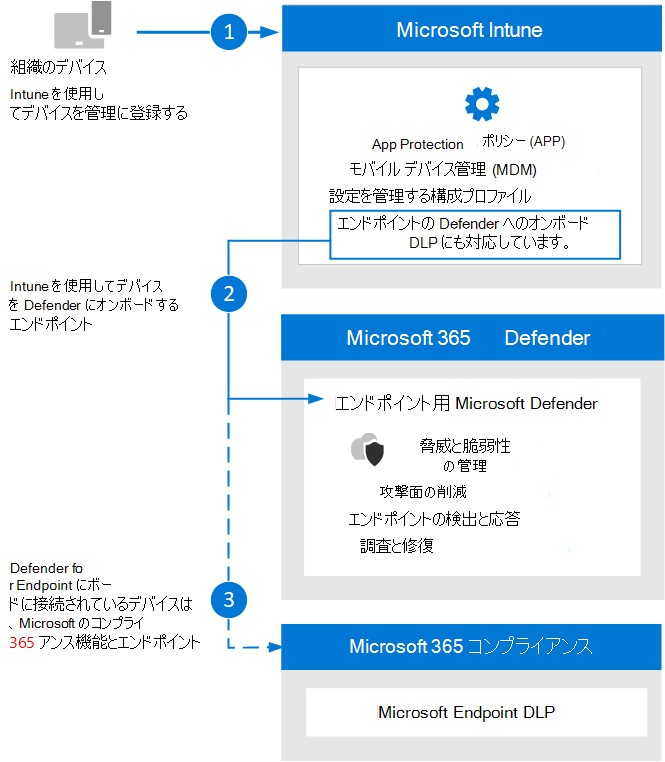 1
Microsoft Intune
組織のデバイス
Intuneを使用し
てデバイスを管理に登録する
App Protection ポリシー (APP)
モバイル デバイス管理 (MDM)
設定を管理する構成プロファイル
エンドポイントの Defender へのオンボード
DLP にも対応しています。
2
Intuneを使用してデバイス
を Defender にオンボードする
エンドポイント
Microsoft 365 Defender
エンドポイント用 Microsoft Defender
脅威と脆弱性
の管理
攻撃面の削減
エンドポイントの検出と応答
調査と修復
3
Defender fo
r Endpoint にボー
ドに接続されているデバイスは
、Microsoft のコンプライ
365 アンス機能とエンドポイント
Microsoft 365 コンプライアンス
Microsoft Endpoint DLP